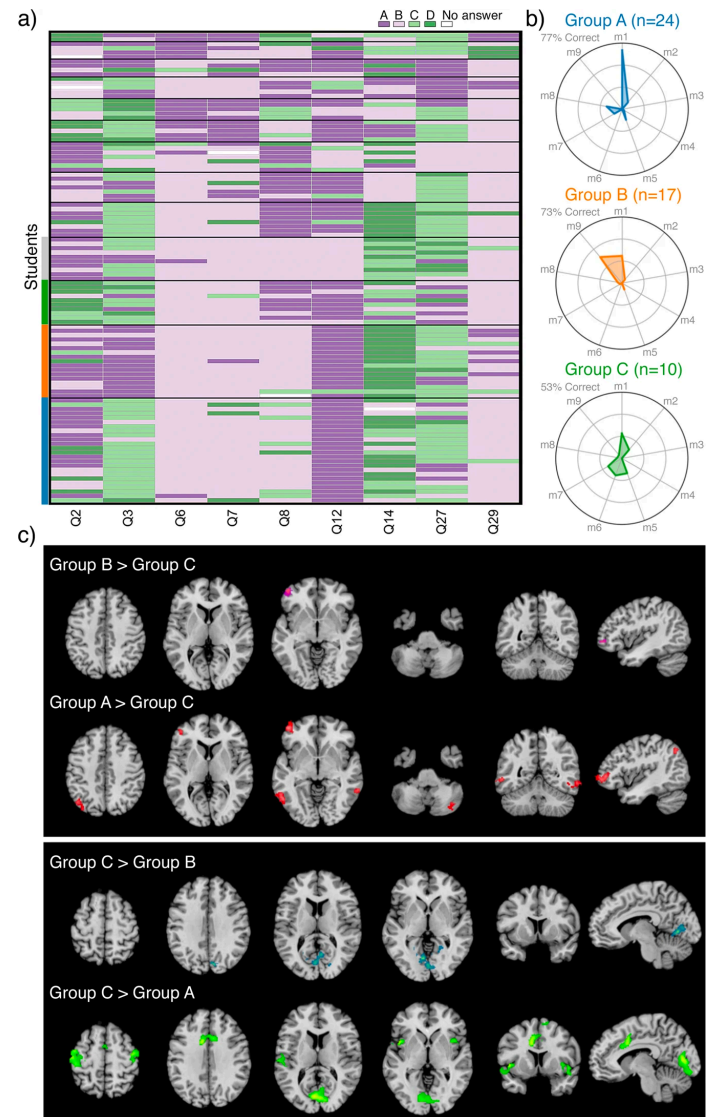 a)
A B C D No answer
Students
Q2 Q3 Q6 Q7 Q8 Q12 Q14 Q27 Q29
b)
Group A (n=24)
77% Correct
m1
m2
m3
m4
m5
m6
m7
m8
m9
Group B (n=17)
73% Correct
m1
m2
m3
m4
m5
m6
m7
m8
m9
Group C (n=10)
53% Correct
m1
m2
m3
m4
m5
m6
m7
m8
m9
c)
Group B > Group C
Group A > Group C
Group C > Group B
Group C > Group A